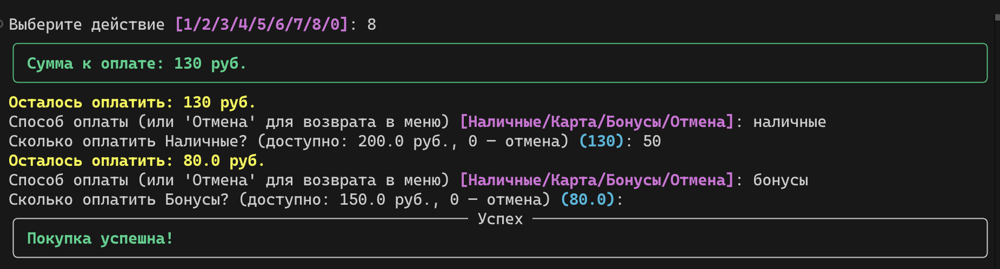 Выберите действие [1/2/3/4/5/6/7/8/0]: 8
Сумма к оплате: 130 руб.
Осталось оплатить: 130 руб.
Способ оплаты (или 'Отмена' для возврата в меню) [Наличные/Карта/Бонусы/Отмена]: наличные
Сколько оплатить Наличные? (доступно: 200.0 руб., 0 — отмена) (130): 50
Осталось оплатить: 80.0 руб.
Способ оплаты (или 'Отмена' для возврата в меню) [Наличные/Карта/Бонусы/Отмена]: бонусы
Сколько оплатить Бонусы? (доступно: 150.0 руб., 0 — отмена) (80.0):
Успех
Покупка успешна!